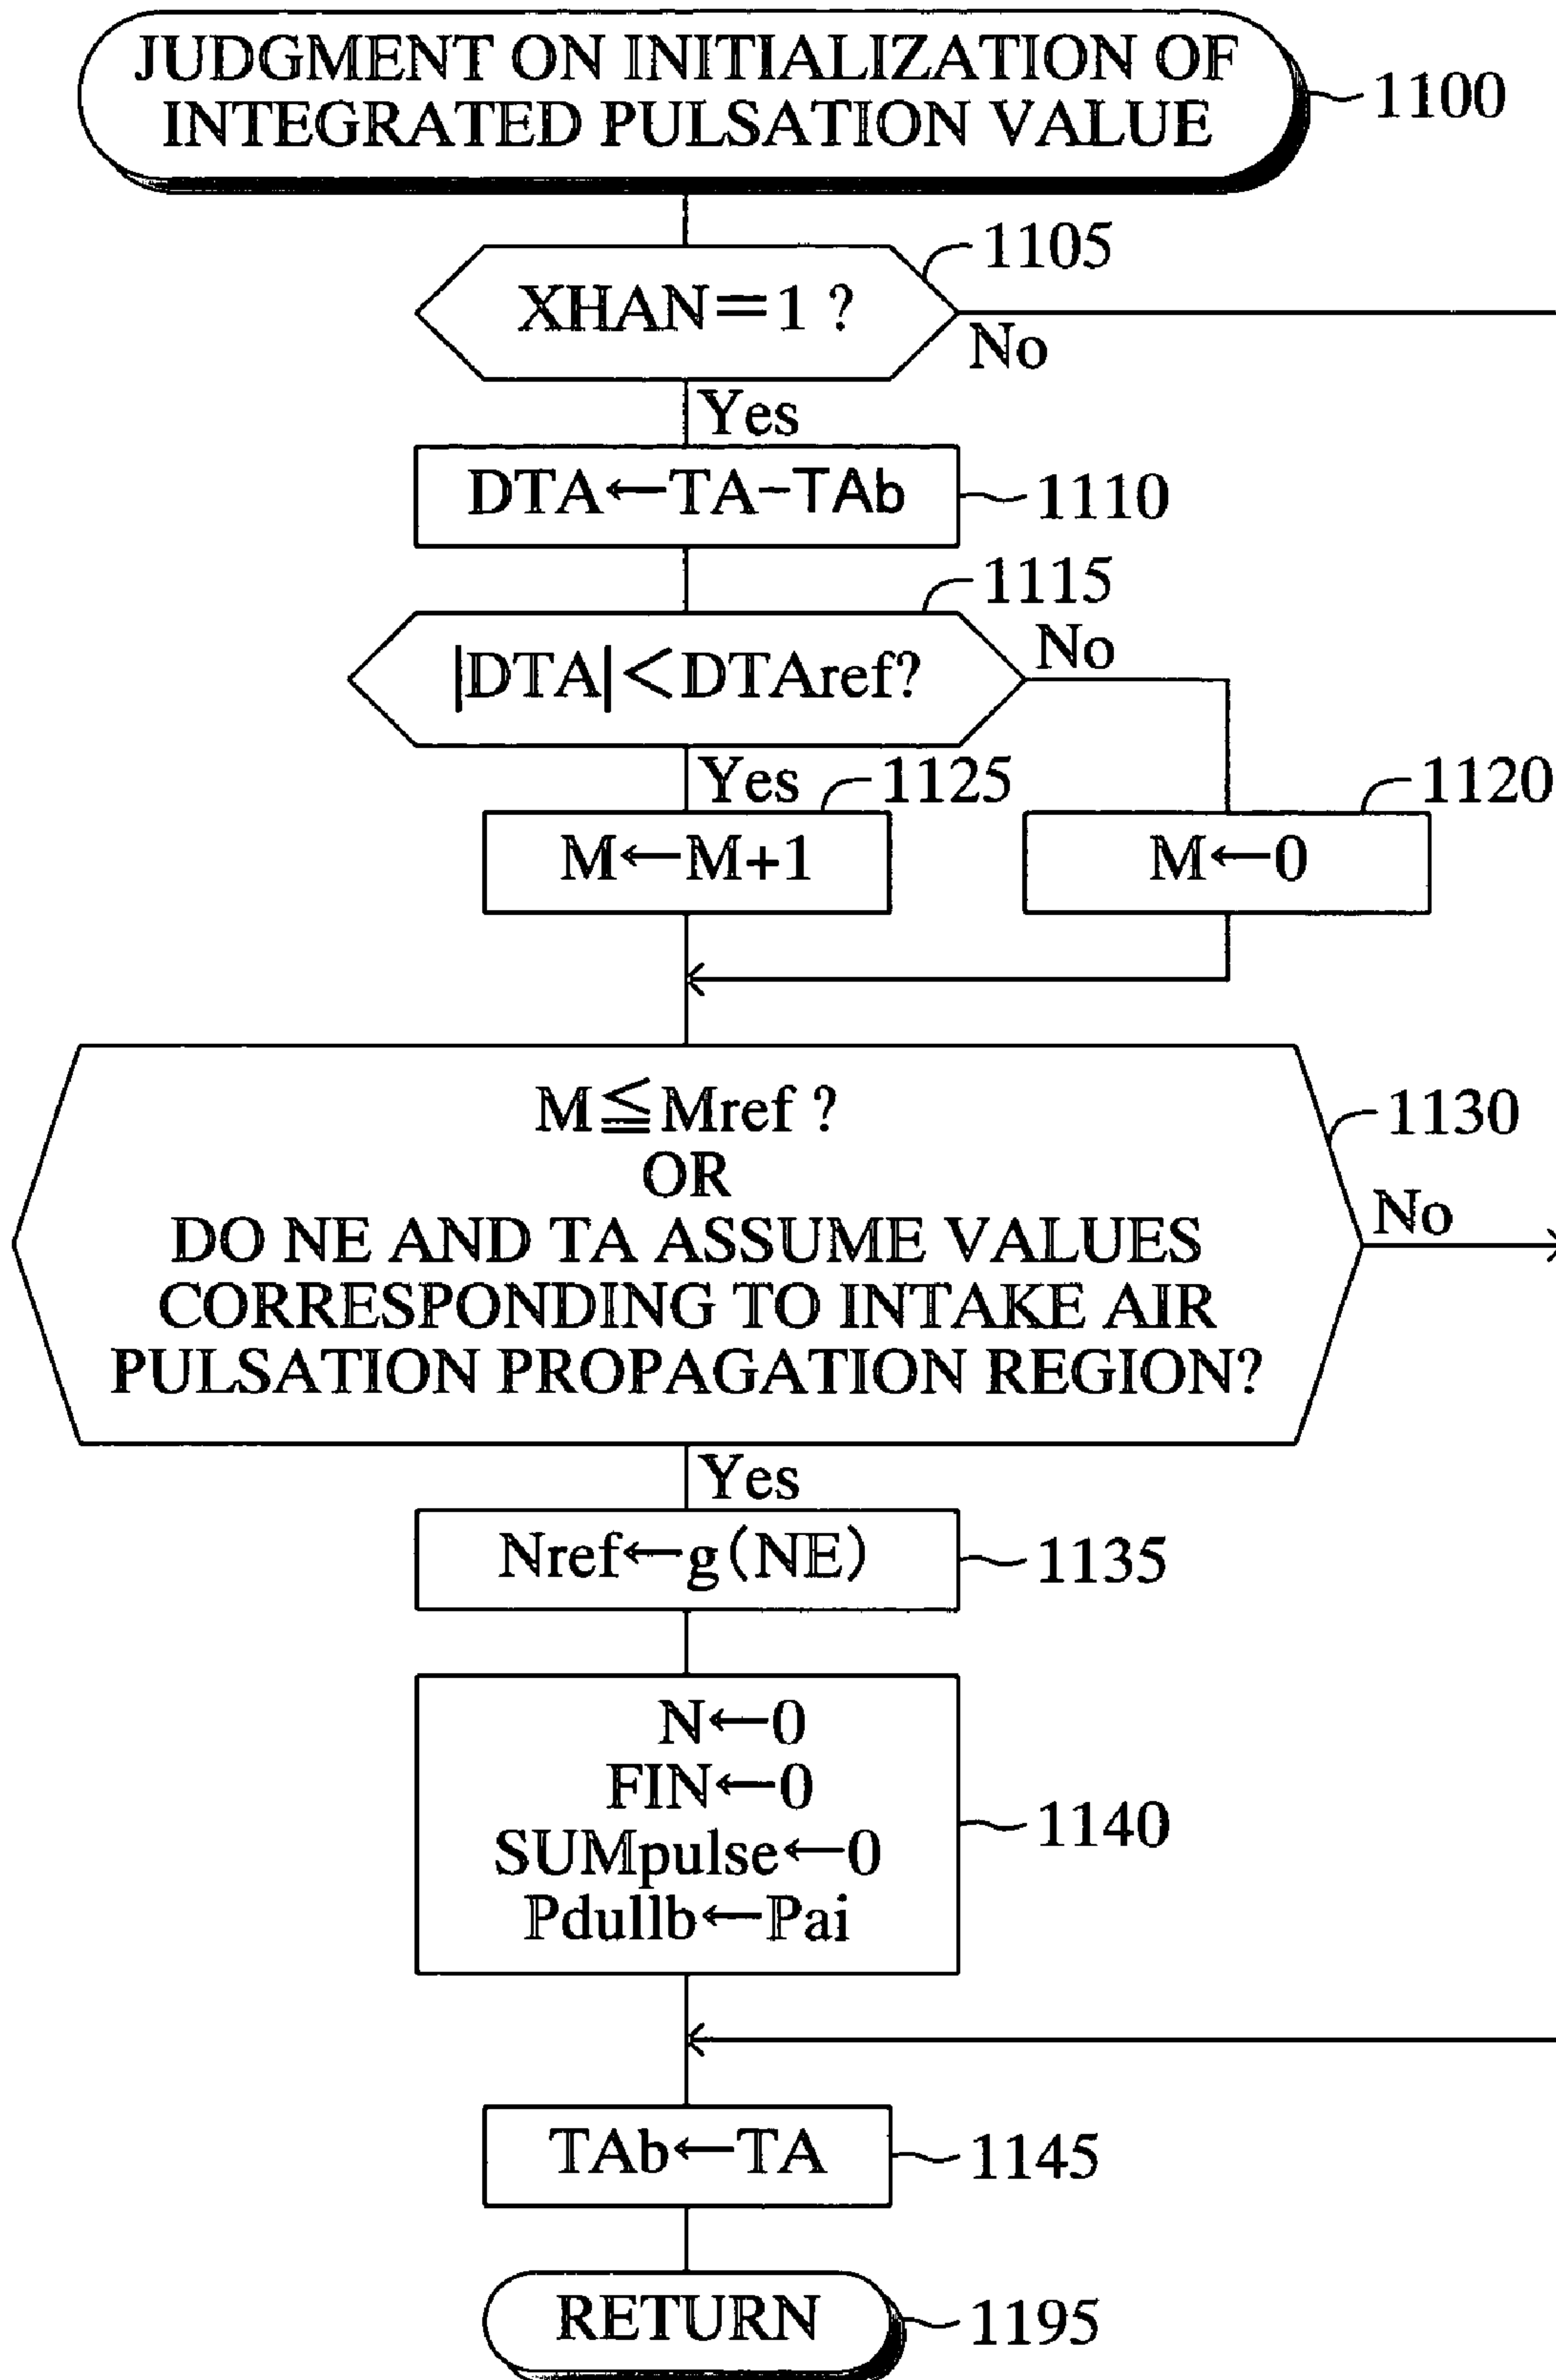 JUDGMENT ON INITIALIZATION OF
INTEGRATED PULSATION VALUE
1100
1105
XHAN=1 ?
No
Yes
DTA←TA-TAb
1110
1115
|DTA|<DTAref?
No
Yes
1125
1120
M←M+1
M←0
M≦Mref ?
OR
DO NE AND TA ASSUME VALUES
CORRESPONDING TO INTAKE AIR
PULSATION PROPAGATION REGION?
1130
No
Yes
Nref←g(NE)
1135
N←0
FIN←0
SUMpulse←0
Pdullb←Pai
1140
TAb←TA
1145
RETURN
1195